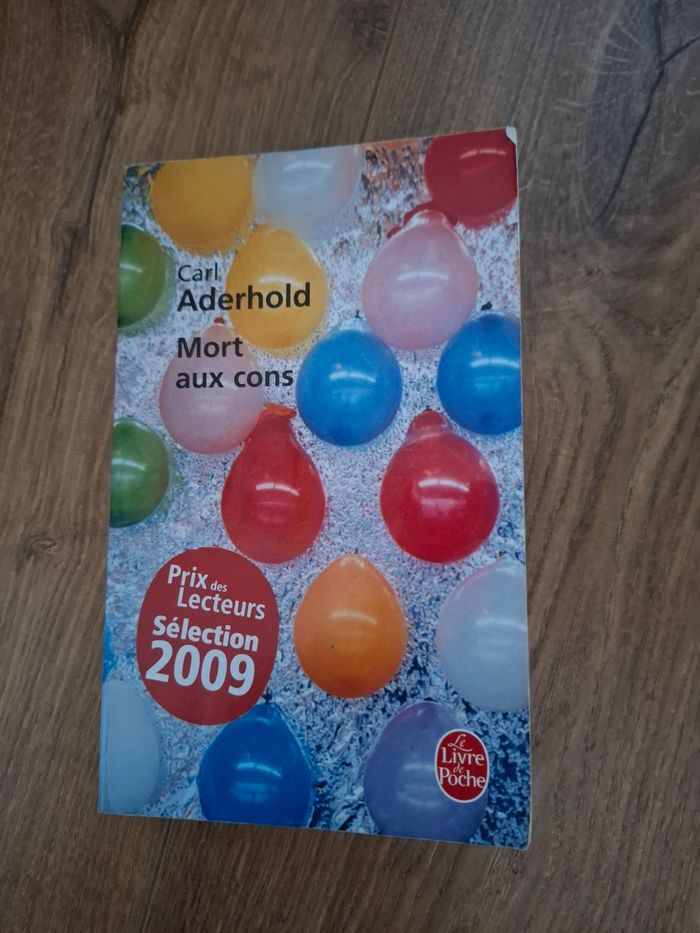 Carl
Aderhold
Mort
aux cons
Prix des
Lecteurs
Sélection
2009
Le
Livre
de
Poche